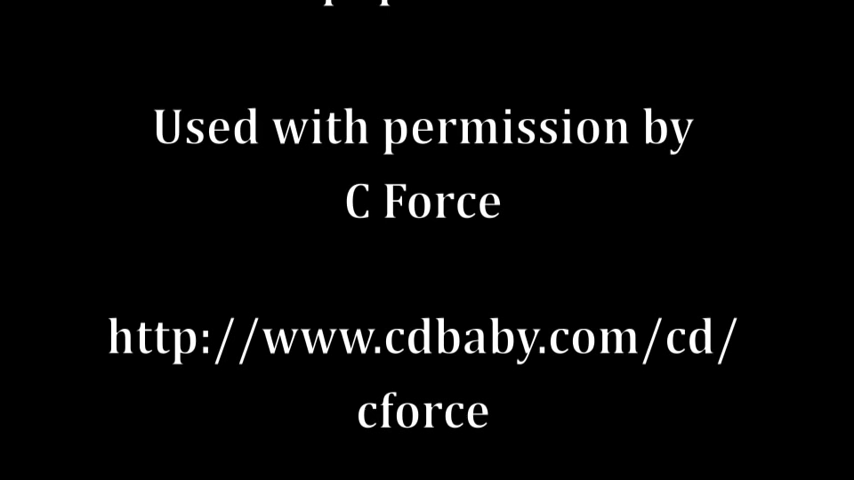 Used with permission by
C Force
http://www.cdbaby.com/cd/
cforce